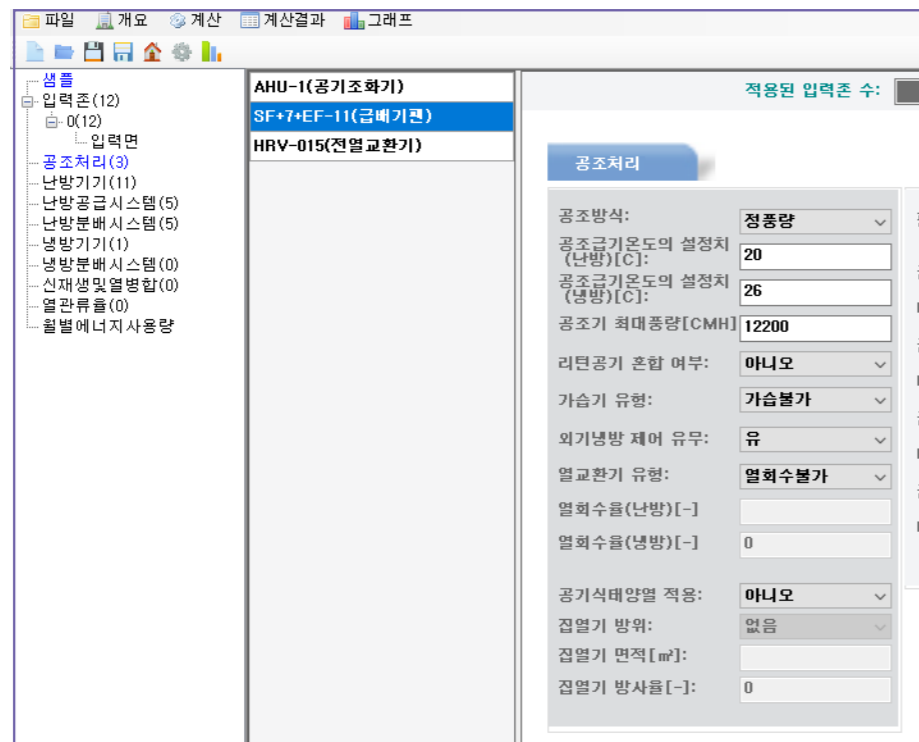 파일 개요 계산 계산결과 그래프
샘플
입력존(12)
0(12)
입력면
공조처리(3)
난방기기(11)
난방공급시스템(5)
난방분배시스템(5)
냉방기기(1)
냉방분배시스템(0)
신재생및열병합(0)
열관류율(0)
월별에너지사용량
AHU-1(공기조화기)
SF+7+EF-11(급배기팬)
HRV-015(전열교환기)
적용된 입력존 수:
공조처리
공조방식: 정풍량
공조급기온도의 설정치
(난방)[C]: 20
공조급기온도의 설정치
(냉방)[C]: 26
공조기 최대풍량[CMH] 12200
리턴공기 혼합 여부: 아니오
가습기 유형: 가습불가
외기냉방 제어 유무: 유
열교환기 유형: 열회수불가
열회수율(난방)[-]
열회수율(냉방)[-] 0
공기식태양열 적용: 아니오
집열기 방위: 없음
집열기 면적[㎡]:
집열기 방사율[-]: 0